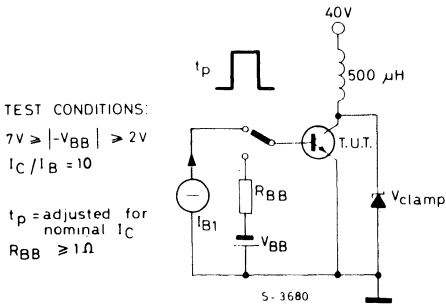 40V
tp
500 μH
TEST CONDITIONS:
7V ⩾ |-VBB| ⩾ 2V
IC/IB = 10
tp = adjusted for
nominal IC
RBB ⩾ 1Ω
T.U.T.
RBB
Vclamp
IB1
VBB
S-3680